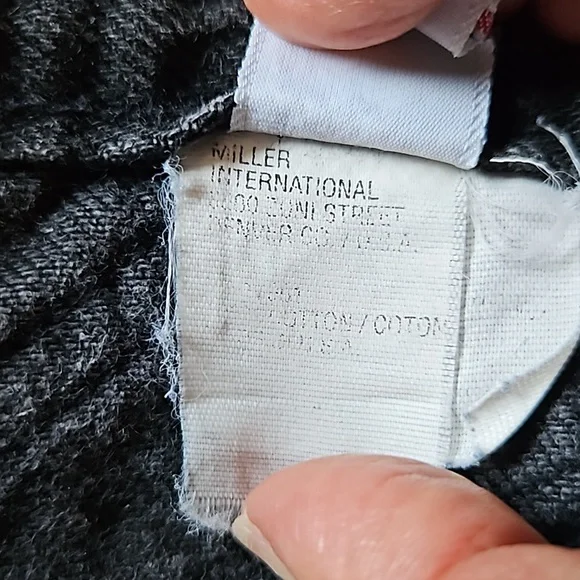 MILLER
INTERNATIONAL
ZUNI STREET
DENVER CO. / U.S.A.
COTTON / COTON